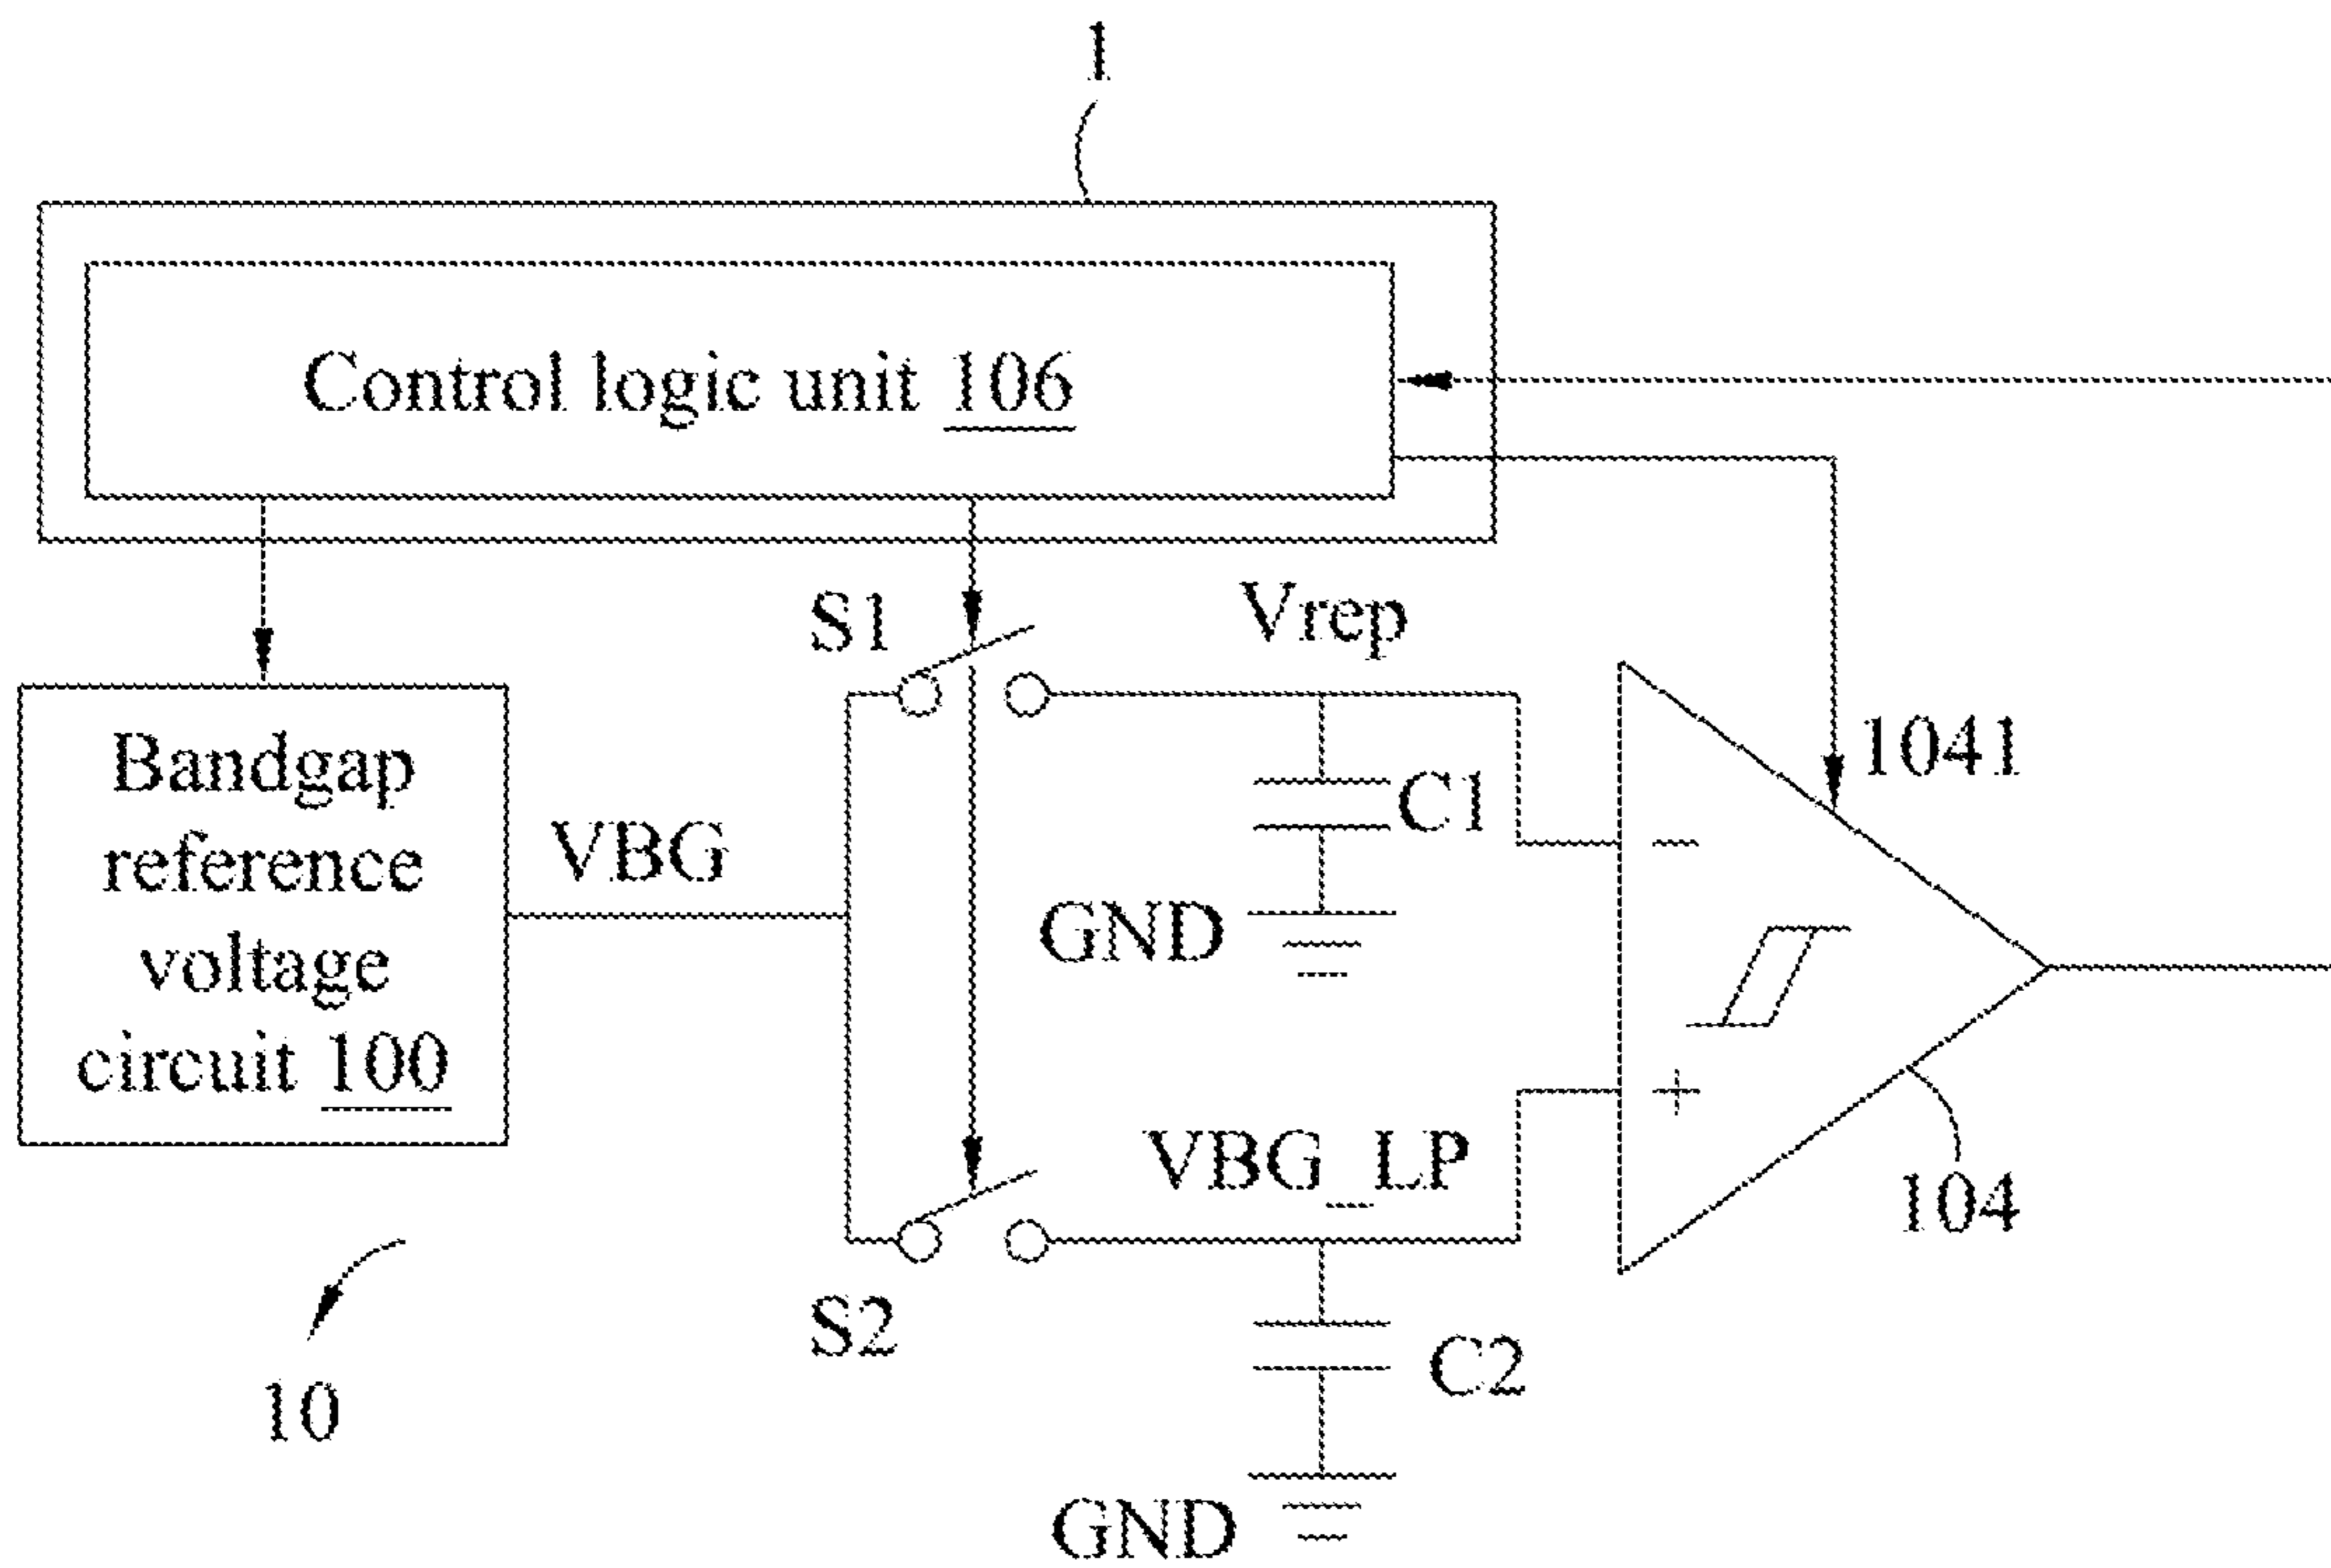 1
Control logic unit 106
S1
Vrep
Bandgap
reference
voltage
circuit 100
VBG
C1
1041
GND
−
+
VBG_LP
104
S2
C2
10
GND